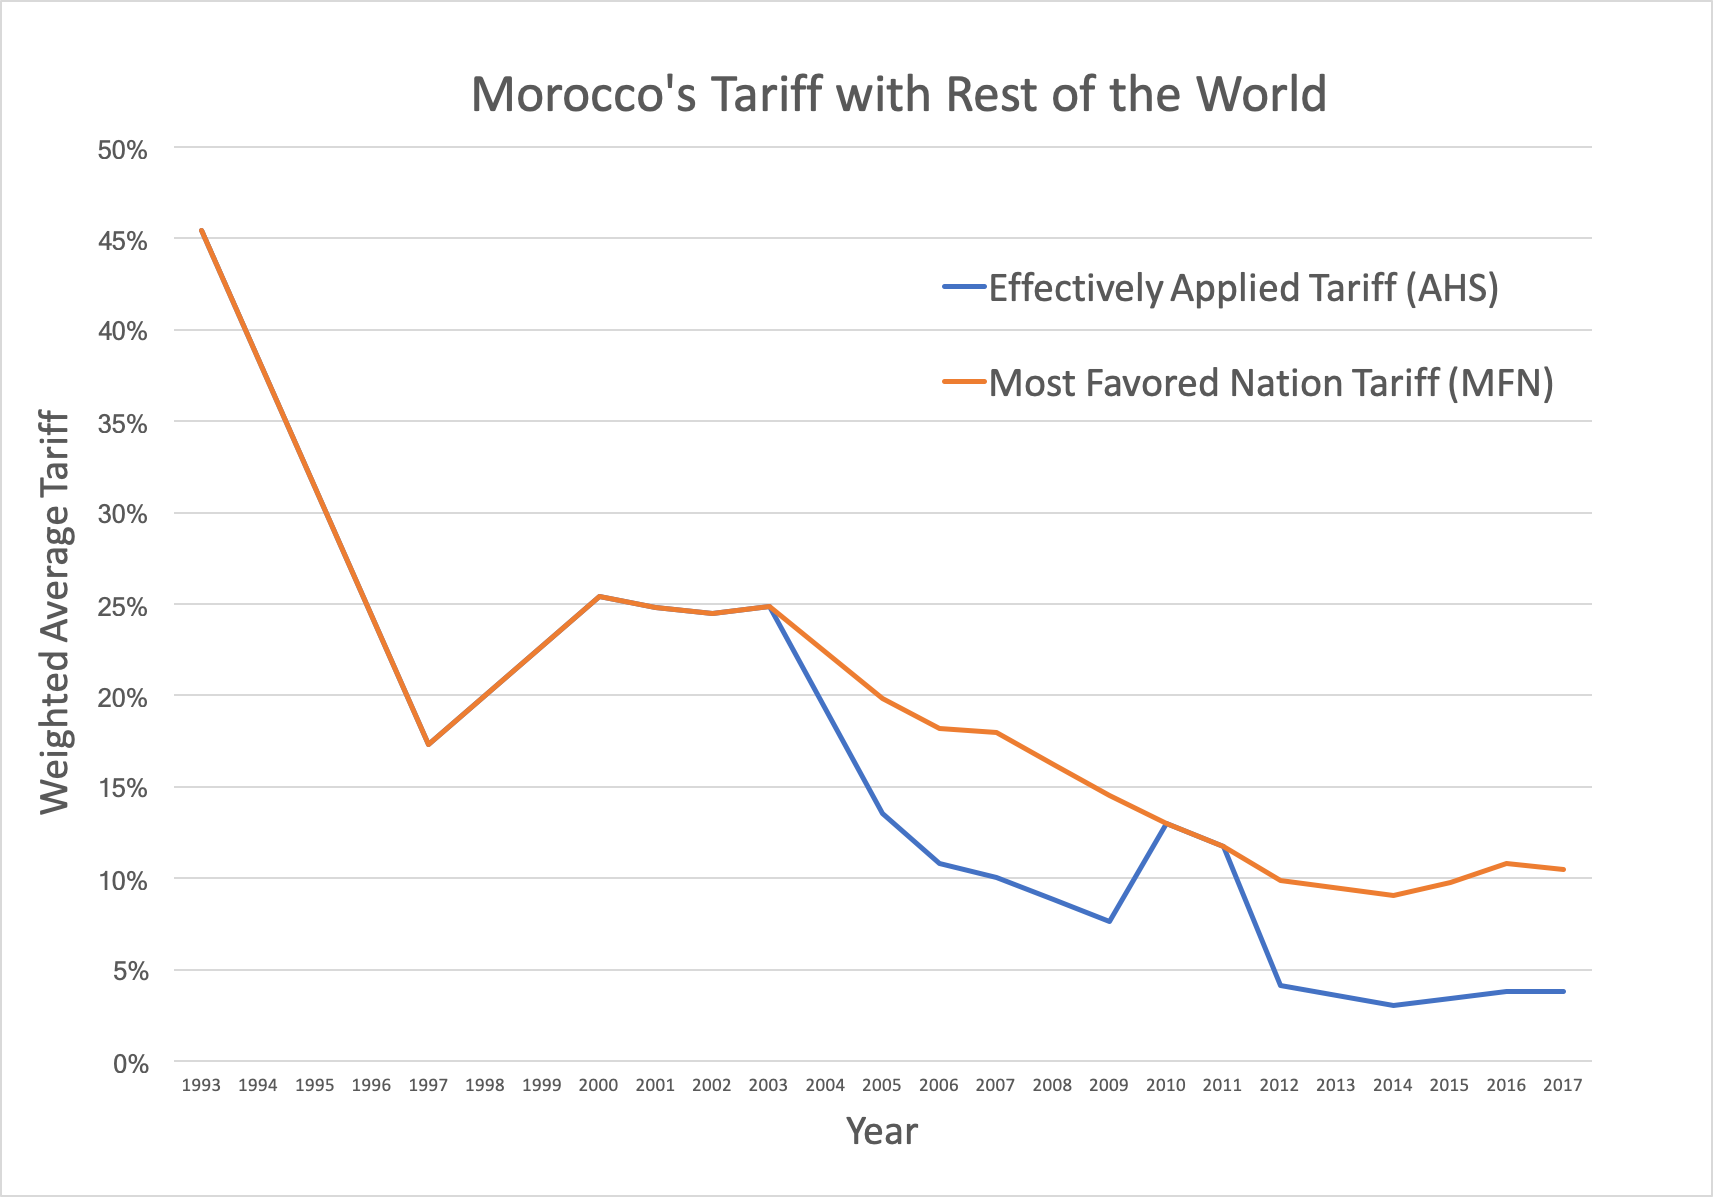 Morocco's Tariff with Rest of the World
50%
45%
40%
35%
30%
25%
20%
15%
10%
5%
0%
Weighted Average Tariff
Effectively Applied Tariff (AHS)
Most Favored Nation Tariff (MFN)
1993 1994 1995 1996 1997 1998 1999 2000 2001 2002 2003 2004 2005 2006 2007 2008 2009 2010 2011 2012 2013 2014 2015 2016 2017
Year